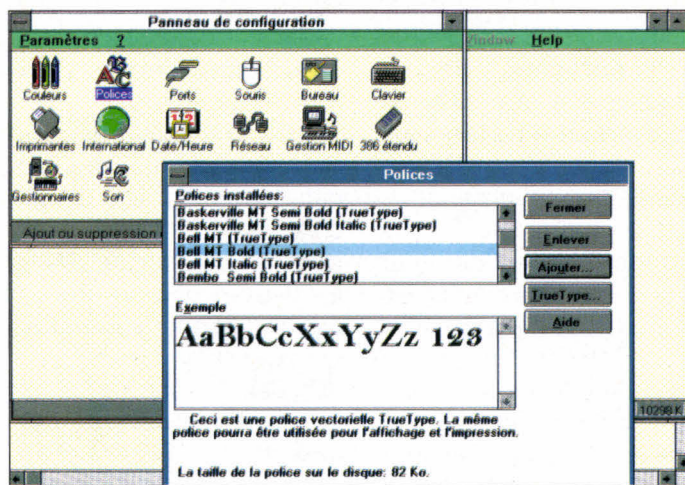 Panneau de configuration
Paramètres ?
Window Help
Couleurs Polices Ports Souris Bureau Clavier
Imprimantes International Date/Heure Réseau Gestion MIDI 386 étendu
Gestionnaires Son
Ajout ou suppression
Polices
Polices installées:
Baskerville MT Semi Bold (TrueType)
Baskerville MT Semi Bold Italic (TrueType)
Bell MT (TrueType)
Bell MT Bold (TrueType)
Bell MT Italic (TrueType)
Bembo Semi Bold (TrueType)
Fermer
Enlever
Ajouter...
TrueType...
Aide
Exemple
AaBbCcXxYyZz 123
Ceci est une police vectorielle TrueType. La même
police pourra être utilisée pour l'affichage et l'impression.
La taille de la police sur le disque: 82 Ko.
10298 K